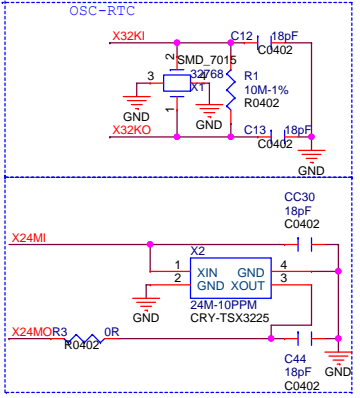 OSC-RTC
X32KI
C12
18pF
C0402
SMD_7015
32768
X1
2
3
4
1
R1
10M-1%
R0402
GND
GND
X32KO
C13
18pF
C0402
GND
CC30
18pF
C0402
X24MI
X2
1
XIN
GND
4
2
GND
XOUT
3
24M-10PPM
CRY-TSX3225
GND
X24MO
R3
0R
R0402
C44
18pF
C0402
GND